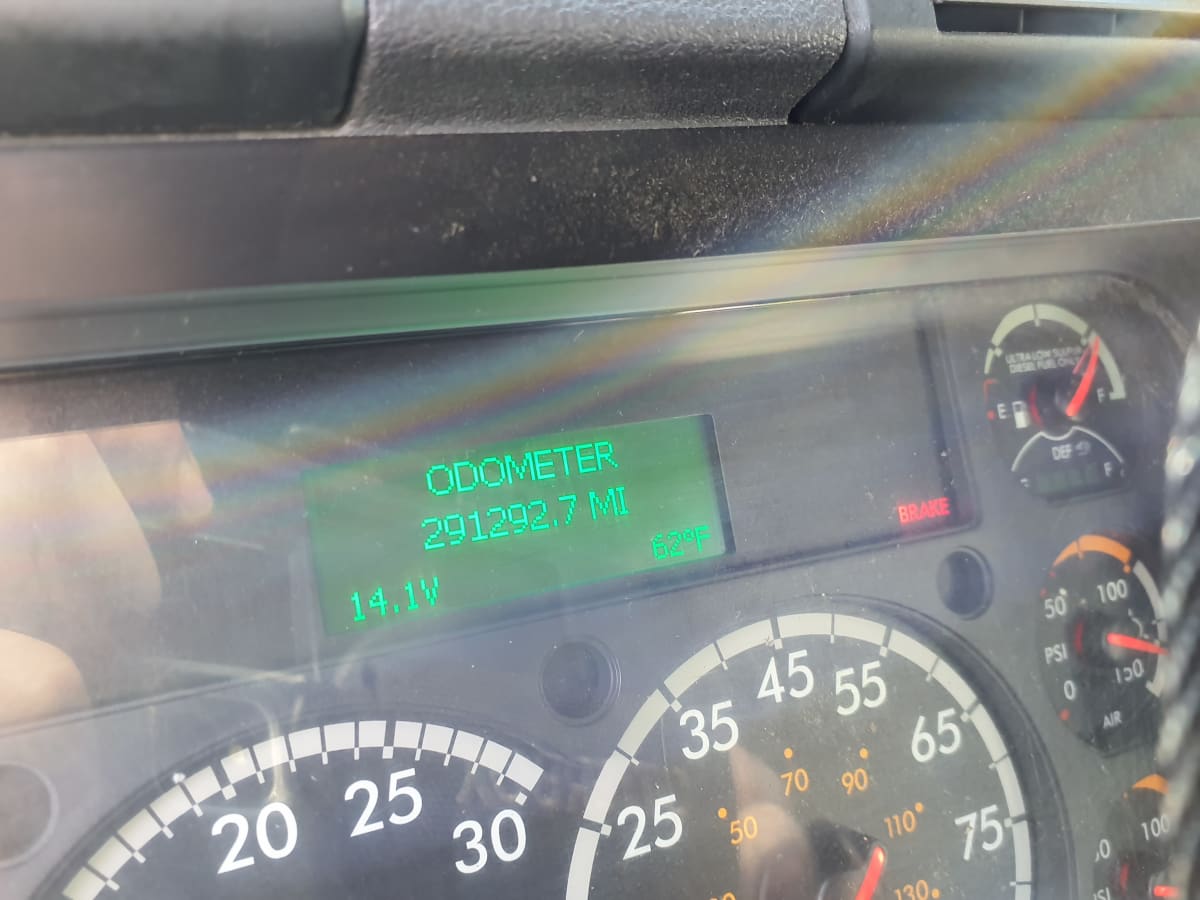 ODOMETER
291292.7 MI
62°F
14.1V
BRAKE
ULTRA LOW SULFUR
DIESEL FUEL ONLY
E
F
DEF
F
50
100
PSI
150
0
AIR
20
25
30
25
35
45
55
65
75
50
70
90
110
130
100